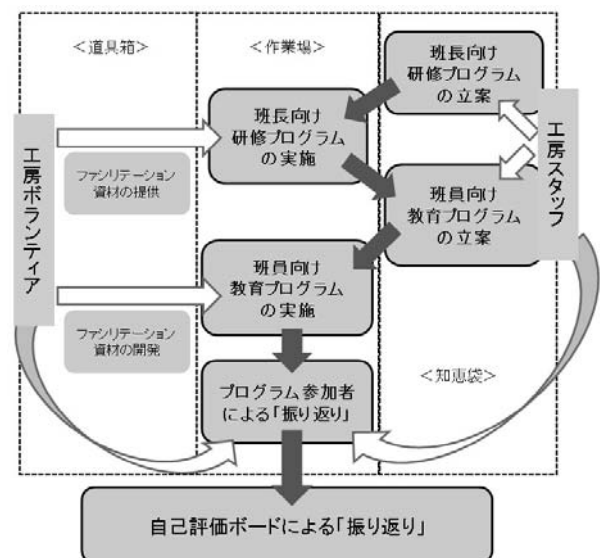 ＜道具箱＞
＜作業場＞
班長向け
研修プログラム
の立案
班長向け
研修プログラム
の実施
工房ボランティア
工房スタッフ
ファシリテーション
資材の提供
班員向け
教育プログラム
の立案
班員向け
教育プログラム
の実施
ファシリテーション
資材の開発
＜知恵袋＞
プログラム参加者
による「振り返り」
自己評価ボードによる「振り返り」